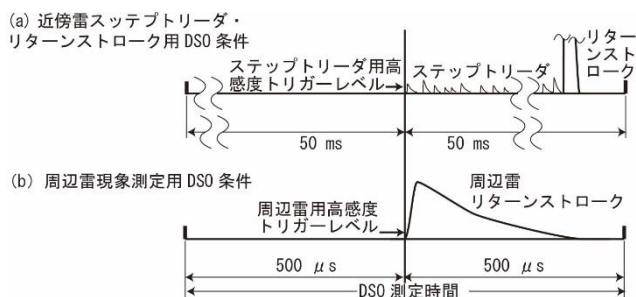 (a) 近傍雷スッテプトリーダ・
リターンストローク用 DSO 条件
リター
ンスト
ローク
ステップトリーダ用高
感度トリガーレベル
ステップトリーダ
50 ms
50 ms
(b) 周辺雷現象測定用 DSO 条件
周辺雷用高感度
トリガーレベル
周辺雷
リターンストローク
500 μs
500 μs
DSO 測定時間